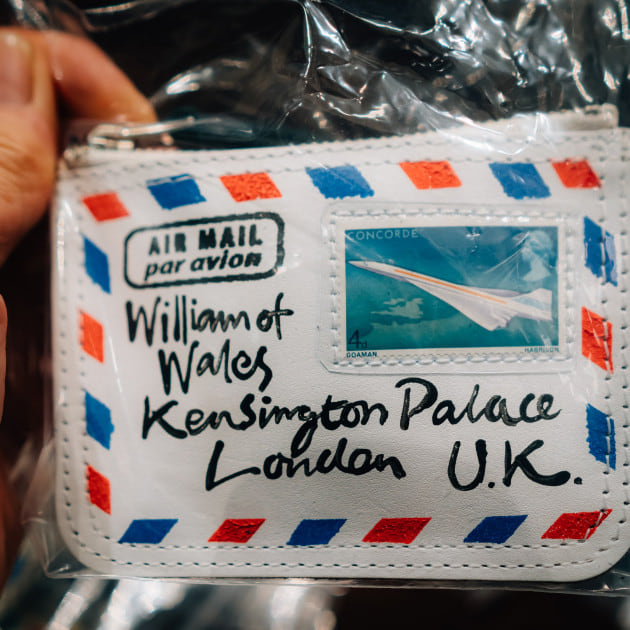 AIR MAIL
par avion
CONCORDE
4d
GOAMAN
HARRISON
William of
Wales
Kensington Palace
London U.K.